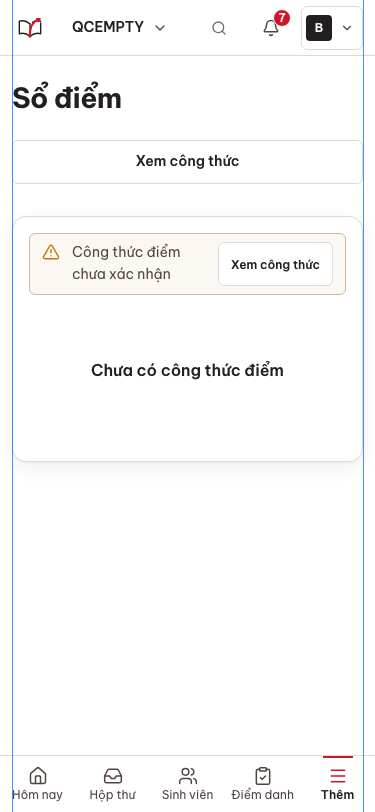 QCEMPTY
7
B
Sổ điểm
Xem công thức
Công thức điểm
chưa xác nhận
Xem công thức
Chưa có công thức điểm
Hôm nay
Hộp thư
Sinh viên
Điểm danh
Thêm